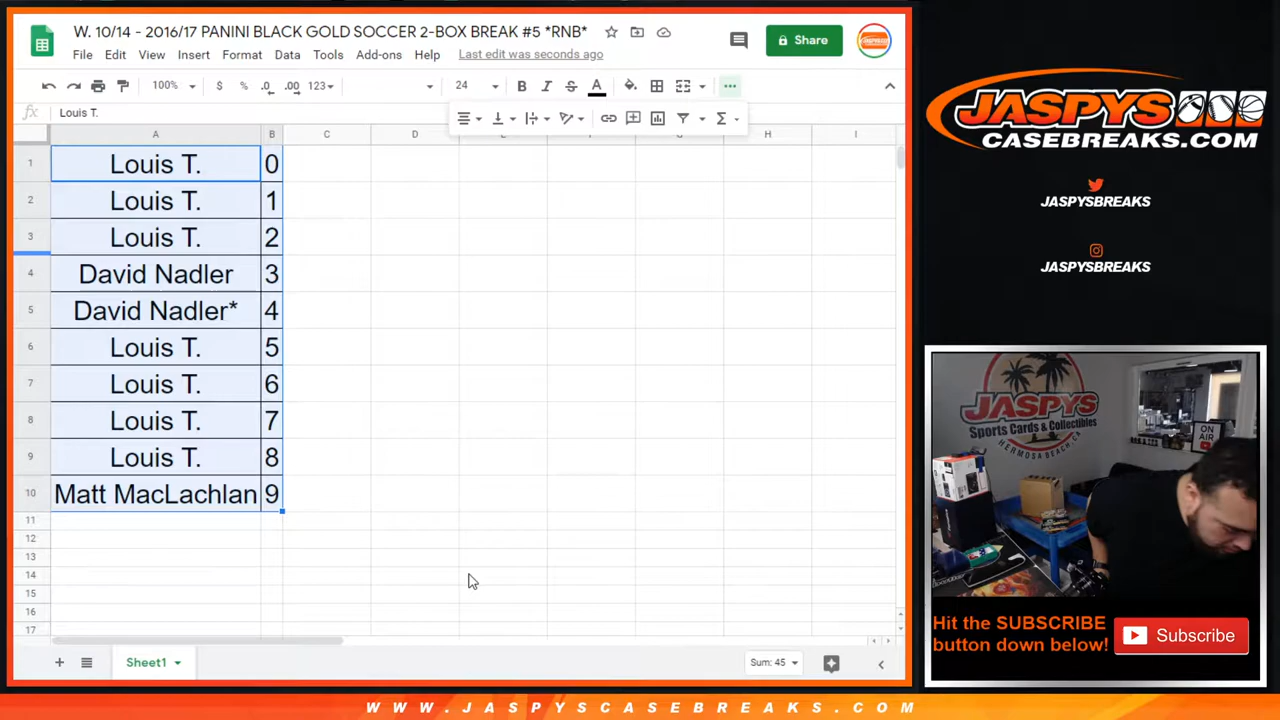 W. 10/14 - 2016/17 PANINI BLACK GOLD SOCCER 2-BOX BREAK #5 *RNB*
File Edit View Insert Format Data Tools Add-ons Help Last edit was seconds ago
Share
100% $ % .0 .00 123 24 B I S A
fx Louis T.
A B C D G H I
1 Louis T. 0
2 Louis T. 1
3 Louis T. 2
4 David Nadler 3
5 David Nadler* 4
6 Louis T. 5
7 Louis T. 6
8 Louis T. 7
9 Louis T. 8
10 Matt MacLachlan 9
11
12
13
14
15
16
17
Sheet1
Sum: 45
JASPYS
CASEBREAKS.COM
JASPYSBREAKS
JASPYSBREAKS
JASPYS
Sports Cards & Collectibles
HERMOSA BEACH, CA
ON
AIR
Hit the SUBSCRIBE
button down below!
Subscribe
WWW.JASPYSCASEBREAKS.COM